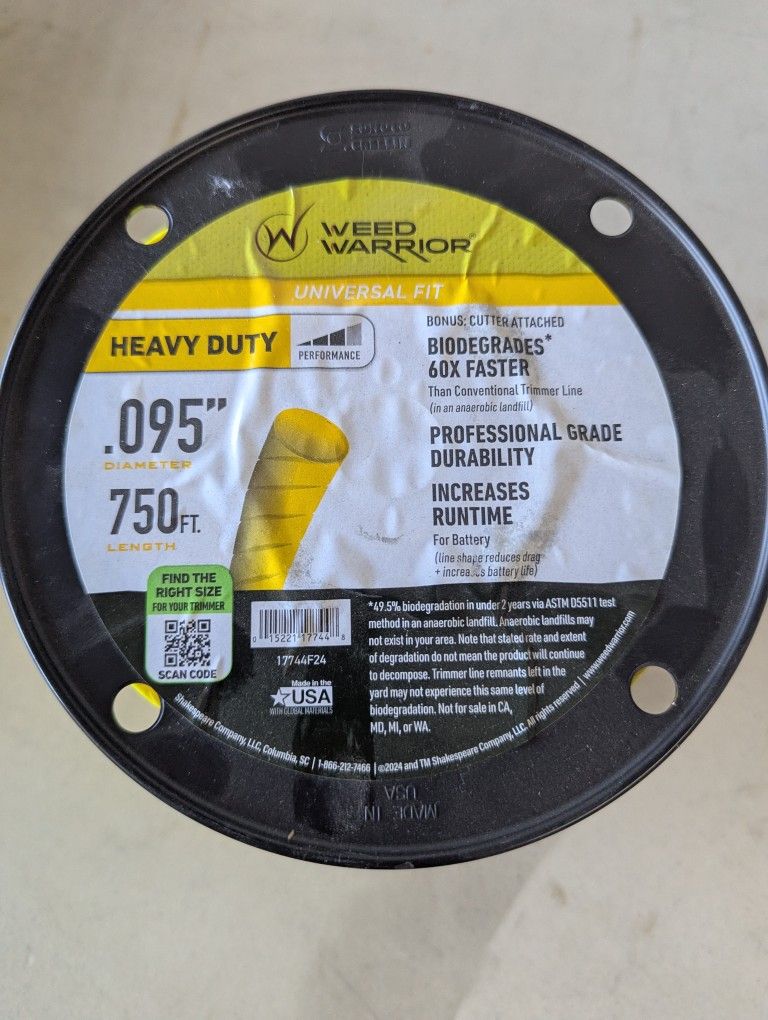 WEED
WARRIOR®
UNIVERSAL FIT
HEAVY DUTY
PERFORMANCE
.095"
DIAMETER
750FT.
LENGTH
BONUS: CUTTER ATTACHED
BIODEGRADES*
60X FASTER
Than Conventional Trimmer Line
(in an anaerobic landfill)
PROFESSIONAL GRADE
DURABILITY
INCREASES
RUNTIME
For Battery
(line shape reduces drag
+ increases battery life)
FIND THE
RIGHT SIZE
FOR YOUR TRIMMER
SCAN CODE
0 15221 17744 8
17744F24
Made in the
USA
WITH GLOBAL MATERIALS
*49.5% biodegradation in under 2 years via ASTM D5511 test
method in an anaerobic landfill. Anaerobic landfills may
not exist in your area. Note that stated rate and extent
of degradation do not mean the product will continue
to decompose. Trimmer line remnants left in the
yard may not experience this same level of
biodegradation. Not for sale in CA,
MD, MI, or WA.
Shakespeare Company, LLC, Columbia, SC | 1-866-212-7466 | ©2024 and TM Shakespeare Company, LLC. All rights reserved | www.weedwarrior.com
MADE IN
USA